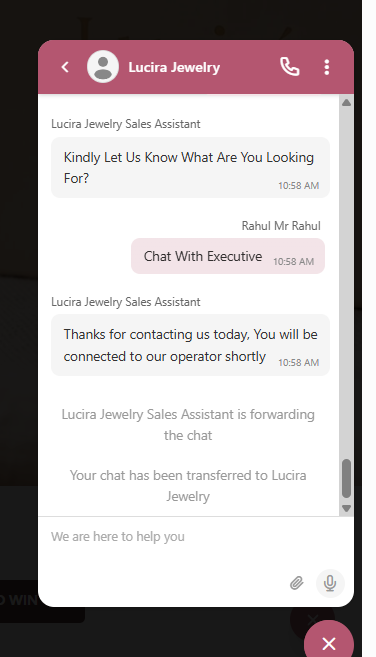 Lucira Jewelry
Lucira Jewelry Sales Assistant
Kindly Let Us Know What Are You Looking
For?
10:58 AM
Rahul Mr Rahul
Chat With Executive
10:58 AM
Lucira Jewelry Sales Assistant
Thanks for contacting us today, You will be
connected to our operator shortly
10:58 AM
Lucira Jewelry Sales Assistant is forwarding
the chat
Your chat has been transferred to Lucira
Jewelry
We are here to help you
WIN